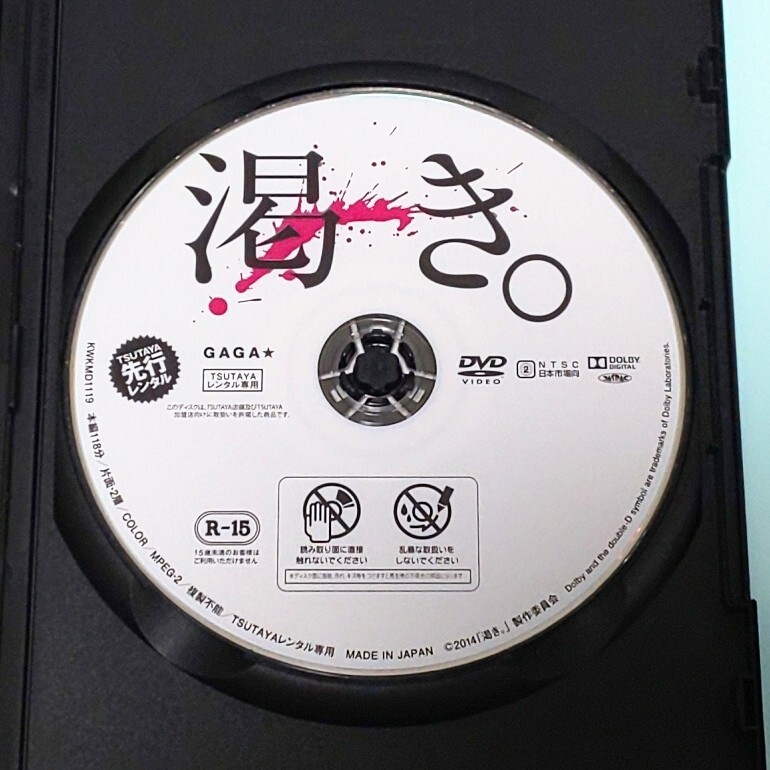 渇き。
TSUTAYA
先行
レンタル
GAGA★
TSUTAYA
レンタル専用
このディスクは、TSUTAYA店舗及びTSUTAYA
加盟店向けに取扱いを許諾した商品です。
DVD
VIDEO
2
NTSC
日本市場向
DOLBY
DIGITAL
R-15
15歳未満のお客様は
ご利用いただけません
読み取り面に直接
触れないでください
乱暴な取扱いを
しないでください
KWKMD1119 本編118分/片面・2層/COLOR/MPEG-2/複製不能/TSUTAYAレンタル専用 MADE IN JAPAN ©2014「渇き。」製作委員会 Dolby and the double-D symbol are trademarks of Dolby Laboratories.